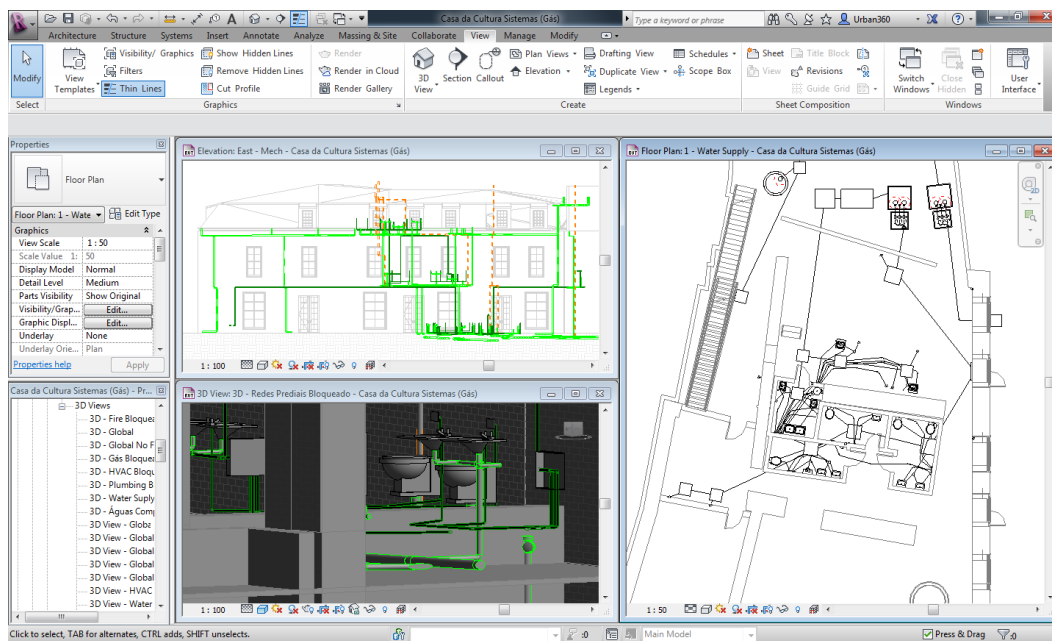 Casa da Cultura Sistemas (Gás)
Type a keyword or phrase
Urban360
Architecture Structure Systems Insert Annotate Analyze Massing & Site Collaborate View Manage Modify
Modify
View Templates
Visibility/ Graphics
Filters
Thin Lines
Show Hidden Lines
Remove Hidden Lines
Cut Profile
Render
Render in Cloud
Render Gallery
3D View
Section
Callout
Plan Views
Elevation
Drafting View
Duplicate View
Legends
Schedules
Scope Box
Sheet
View
Title Block
Revisions
Guide Grid
Switch Windows
Close Hidden
User Interface
Select
Graphics
Create
Sheet Composition
Windows
Properties
Floor Plan
Floor Plan: 1 - Wate
Edit Type
Graphics
View Scale 1 : 50
Scale Value 1: 50
Display Model Normal
Detail Level Medium
Parts Visibility Show Original
Visibility/Grap... Edit...
Graphic Displ... Edit...
Underlay None
Underlay Orie... Plan
Properties help
Apply
Casa da Cultura Sistemas (Gás) - Pr...
3D Views
3D - Fire Bloquea
3D - Global
3D - Global No F
3D - Gás Bloquea
3D - HVAC Bloqu
3D - Plumbing B
3D - Water Suply
3D - Águas Comp
3D View - Globa
3D View - Global
3D View - Global
3D View - Global
3D View - Global
3D View - HVAC
3D View - Water
Elevation: East - Mech - Casa da Cultura Sistemas (Gás)
1 : 100
3D View: 3D - Redes Prediais Bloqueado - Casa da Cultura Sistemas (Gás)
1 : 100
Floor Plan: 1 - Water Supply - Casa da Cultura Sistemas (Gás)
2D
1 : 50
Click to select, TAB for alternates, CTRL adds, SHIFT unselects.
:0
Main Model
Press & Drag
:0